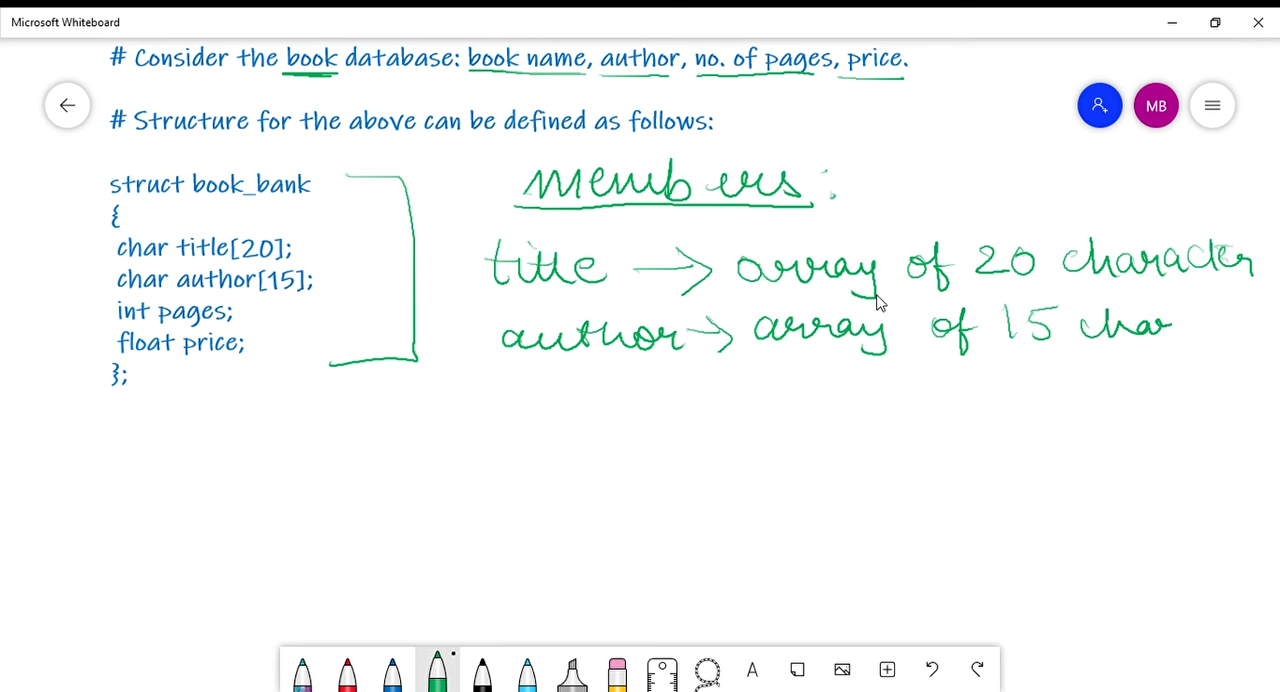 Microsoft Whiteboard
# Consider the book database: book name, author, no. of pages, price.
MB
# Structure for the above can be defined as follows:
struct book_bank
{
char title[20];
char author[15];
int pages;
float price;
};
members:
title → array of 20 character
author → array of 15 char
A